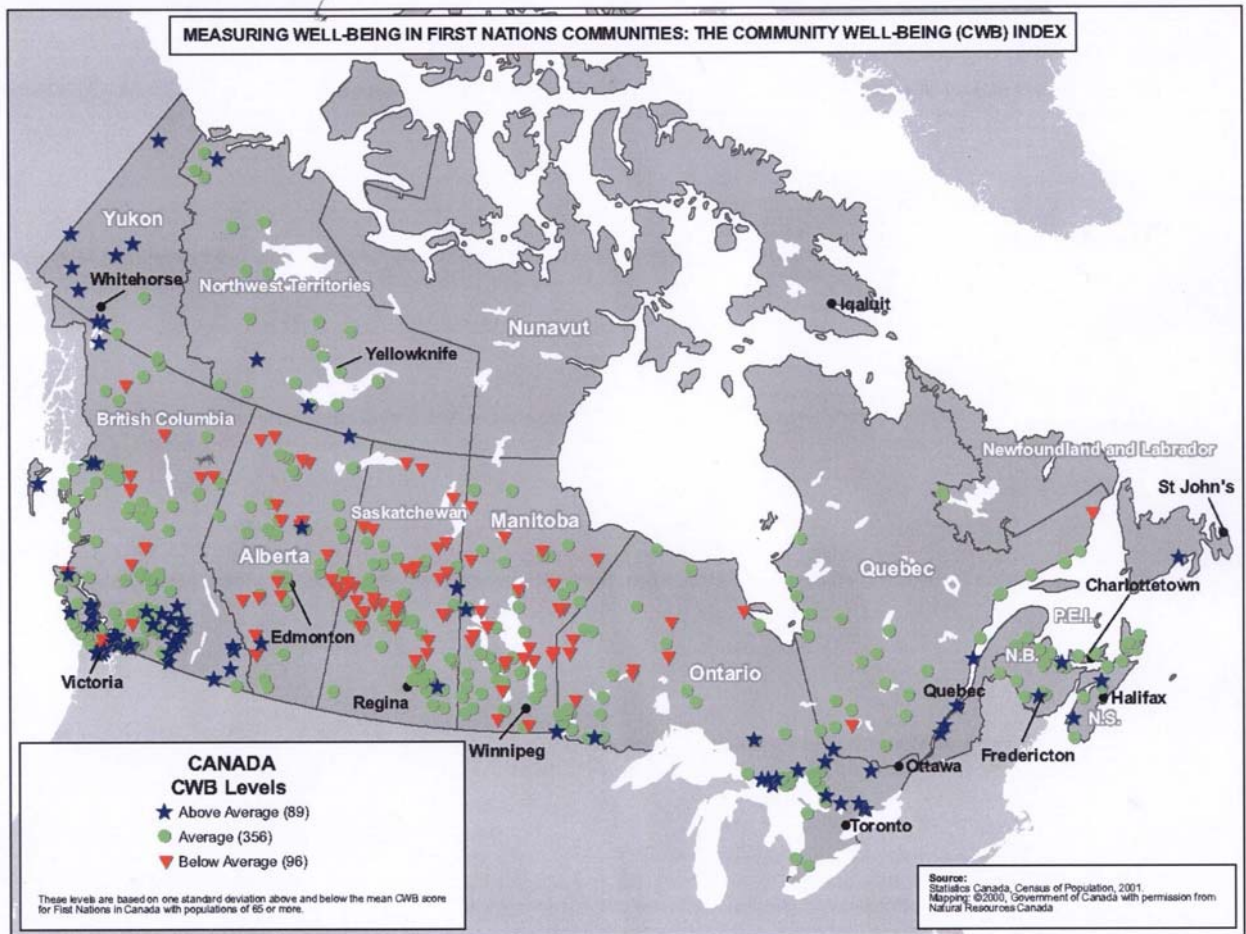 MEASURING WELL-BEING IN FIRST NATIONS COMMUNITIES: THE COMMUNITY WELL-BEING (CWB) INDEX
Yukon
Whitehorse
Northwest Territories
Iqaluit
Nunavut
Yellowknife
British Columbia
Newfoundland and Labrador
St John's
Saskatchewan
Manitoba
Alberta
Quebec
Charlottetown
P.E.I.
Edmonton
N.B.
Victoria
Regina
Ontario
Quebec
Halifax
N.S.
Winnipeg
Fredericton
Ottawa
Toronto
CANADA
CWB Levels
Above Average (89)
Average (356)
Below Average (96)
These levels are based on one standard deviation above and below the mean CWB score
for First Nations in Canada with populations of 65 or more.
Source:
Statistics Canada, Census of Population, 2001.
Mapping: ©2000, Government of Canada with permission from
Natural Resources Canada